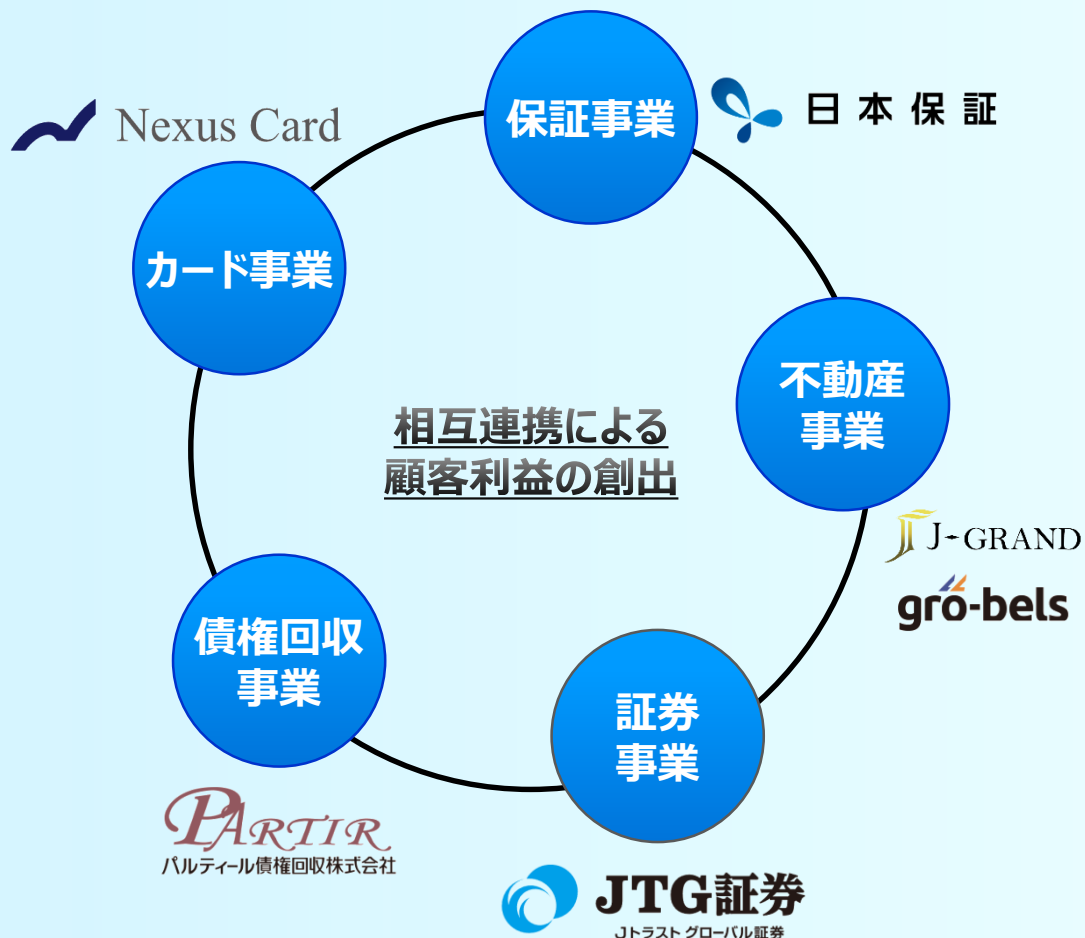 Nexus Card
保証事業
日本保証
カード事業
不動産
事業
相互連携による
顧客利益の創出
J-GRAND
grö-bels
債権回収
事業
証券
事業
PARTIR
パルティール債権回収株式会社
JTG証券
Jトラスト グローバル証券